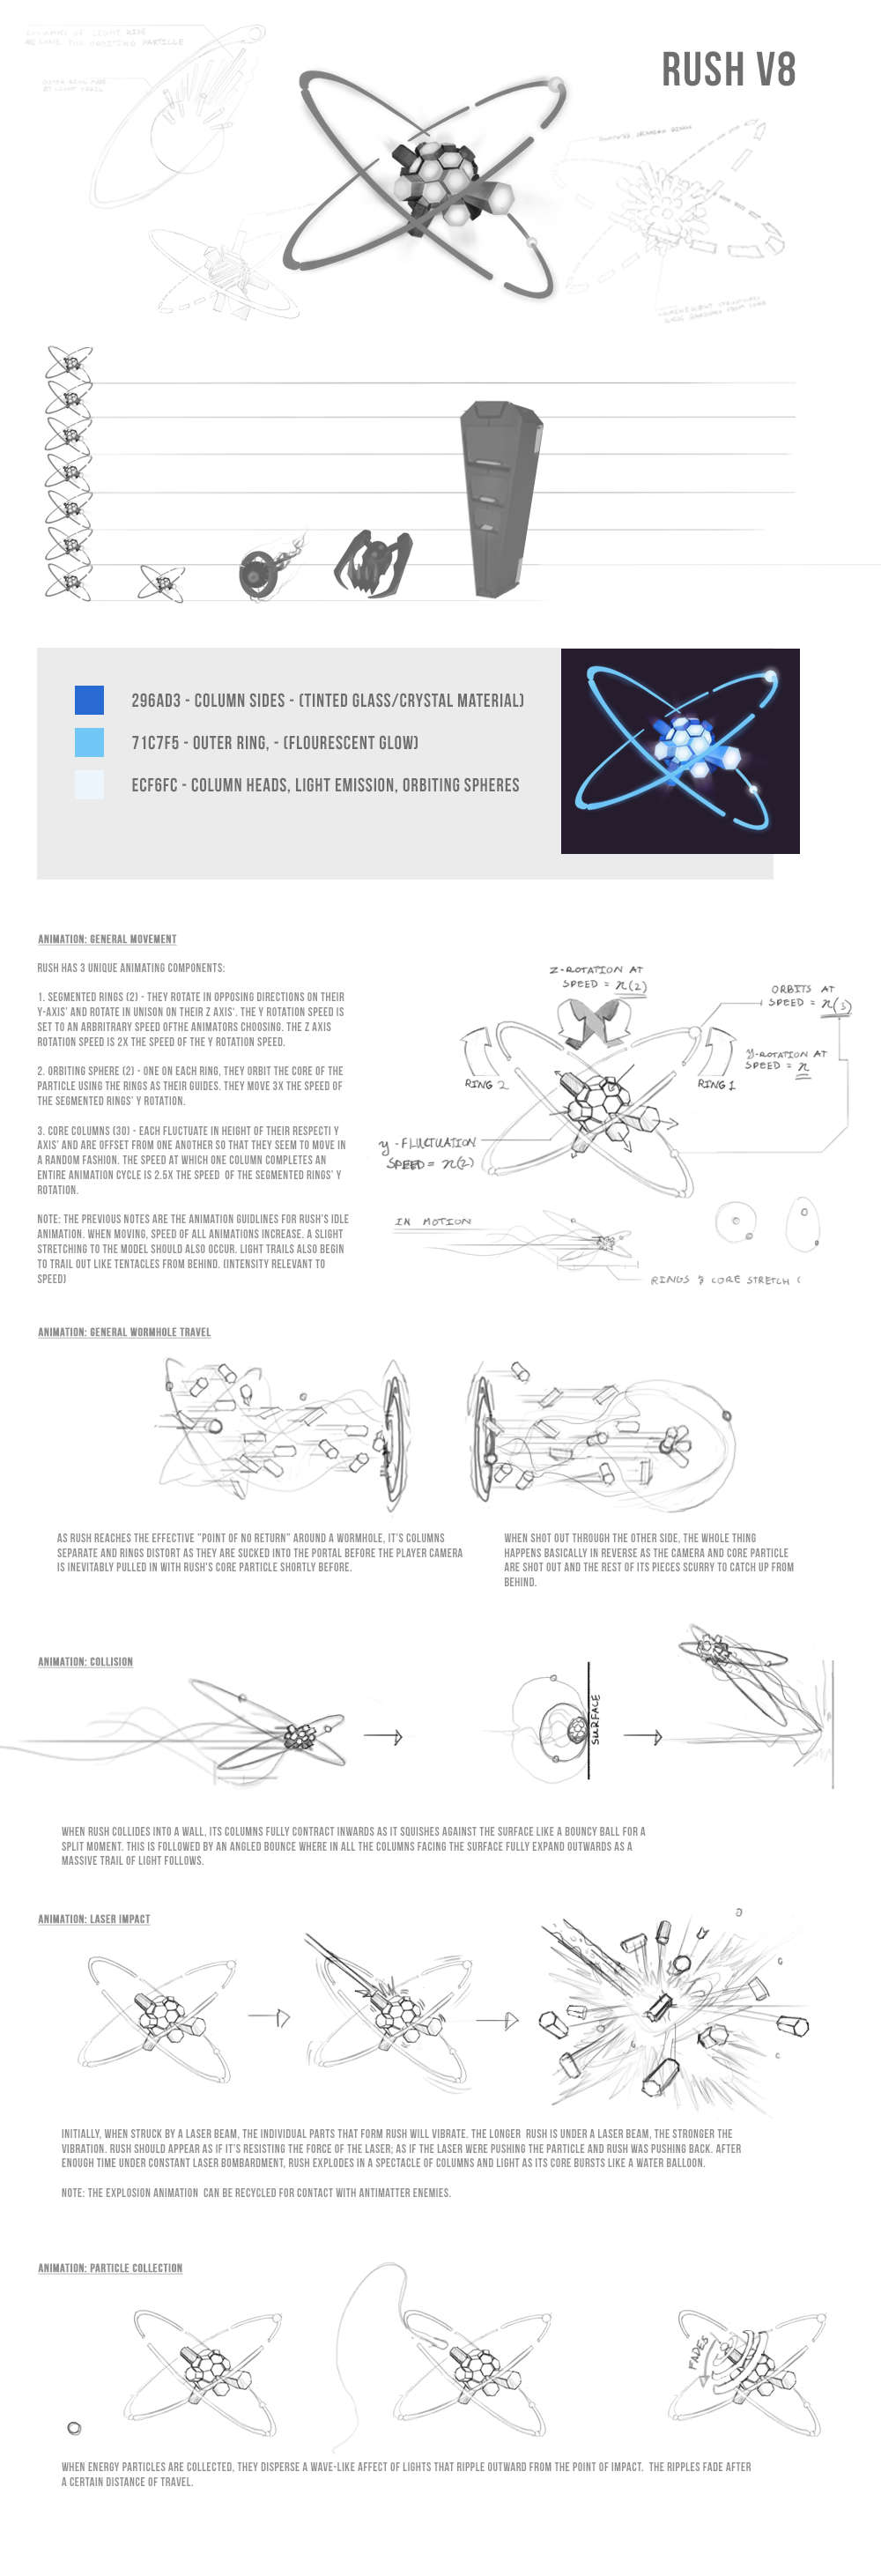 COLUMNS OF LIGHT RISE
AS CORE THE ORBITING PARTICLE
OUTER RING MADE
BY LIGHT TRAIL
RUSH V8
296AD3 - COLUMN SIDES - (TINTED GLASS/CRYSTAL MATERIAL)
71C7F5 - OUTER RING, - (FLOURESCENT GLOW)
ECF6FC - COLUMN HEADS, LIGHT EMISSION, ORBITING SPHERES
ANIMATION: GENERAL MOVEMENT
RUSH HAS 3 UNIQUE ANIMATING COMPONENTS:
1. SEGMENTED RINGS (2) - THEY ROTATE IN OPPOSING DIRECTIONS ON THEIR
Y-AXIS' AND ROTATE IN UNISON ON THEIR Z AXIS'. THE Y ROTATION SPEED IS
SET TO AN ARBRITRARY SPEED OFTHE ANIMATORS CHOOSING. THE Z AXIS
ROTATION SPEED IS 2X THE SPEED OF THE Y ROTATION SPEED.
2. ORBITING SPHERE (2) - ONE ON EACH RING, THEY ORBIT THE CORE OF THE
PARTICLE USING THE RINGS AS THEIR GUIDES. THEY MOVE 3X THE SPEED OF
THE SEGMENTED RINGS' Y ROTATION.
3. CORE COLUMNS (30) - EACH FLUCTUATE IN HEIGHT OF THEIR RESPECTI Y
AXIS' AND ARE OFFSET FROM ONE ANOTHER SO THAT THEY SEEM TO MOVE IN
A RANDOM FASHION. THE SPEED AT WHICH ONE COLUMN COMPLETES AN
ENTIRE ANIMATION CYCLE IS 2.5X THE SPEED OF THE SEGMENTED RINGS' Y
ROTATION.
NOTE: THE PREVIOUS NOTES ARE THE ANIMATION GUIDLINES FOR RUSH'S IDLE
ANIMATION. WHEN MOVING, SPEED OF ALL ANIMATIONS INCREASE. A SLIGHT
STRETCHING TO THE MODEL SHOULD ALSO OCCUR. LIGHT TRAILS ALSO BEGIN
TO TRAIL OUT LIKE TENTACLES FROM BEHIND. (INTENSITY RELEVANT TO
SPEED)
Z-ROTATION AT
SPEED = n(2)
ORBITS AT
SPEED = n(3)
y-ROTATION AT
SPEED = n
RING 2
RING 1
y - FLUCTUATION
SPEED = n(2)
IN MOTION
RINGS & CORE STRETCH (
ANIMATION: GENERAL WORMHOLE TRAVEL
AS RUSH REACHES THE EFFECTIVE "POINT OF NO RETURN" AROUND A WORMHOLE, IT'S COLUMNS
SEPARATE AND RINGS DISTORT AS THEY ARE SUCKED INTO THE PORTAL BEFORE THE PLAYER CAMERA
IS INEVITABLY PULLED IN WITH RUSH'S CORE PARTICLE SHORTLY BEFORE.
WHEN SHOT OUT THROUGH THE OTHER SIDE, THE WHOLE THING
HAPPENS BASICALLY IN REVERSE AS THE CAMERA AND CORE PARTICLE
ARE SHOT OUT AND THE REST OF ITS PIECES SCURRY TO CATCH UP FROM
BEHIND.
ANIMATION: COLLISION
SURFACE
WHEN RUSH COLLIDES INTO A WALL, ITS COLUMNS FULLY CONTRACT INWARDS AS IT SQUISHES AGAINST THE SURFACE LIKE A BOUNCY BALL FOR A
SPLIT MOMENT. THIS IS FOLLOWED BY AN ANGLED BOUNCE WHERE IN ALL THE COLUMNS FACING THE SURFACE FULLY EXPAND OUTWARDS AS A
MASSIVE TRAIL OF LIGHT FOLLOWS.
ANIMATION: LASER IMPACT
INITIALLY, WHEN STRUCK BY A LASER BEAM, THE INDIVIDUAL PARTS THAT FORM RUSH WILL VIBRATE. THE LONGER RUSH IS UNDER A LASER BEAM, THE STRONGER THE
VIBRATION. RUSH SHOULD APPEAR AS IF IT'S RESISTING THE FORCE OF THE LASER; AS IF THE LASER WERE PUSHING THE PARTICLE AND RUSH WAS PUSHING BACK. AFTER
ENOUGH TIME UNDER CONSTANT LASER BOMBARDMENT, RUSH EXPLODES IN A SPECTACLE OF COLUMNS AND LIGHT AS ITS CORE BURSTS LIKE A WATER BALLOON.
NOTE: THE EXPLOSION ANIMATION CAN BE RECYCLED FOR CONTACT WITH ANTIMATTER ENEMIES.
ANIMATION: PARTICLE COLLECTION
FADES
WHEN ENERGY PARTICLES ARE COLLECTED, THEY DISPERSE A WAVE-LIKE AFFECT OF LIGHTS THAT RIPPLE OUTWARD FROM THE POINT OF IMPACT. THE RIPPLES FADE AFTER
A CERTAIN DISTANCE OF TRAVEL.